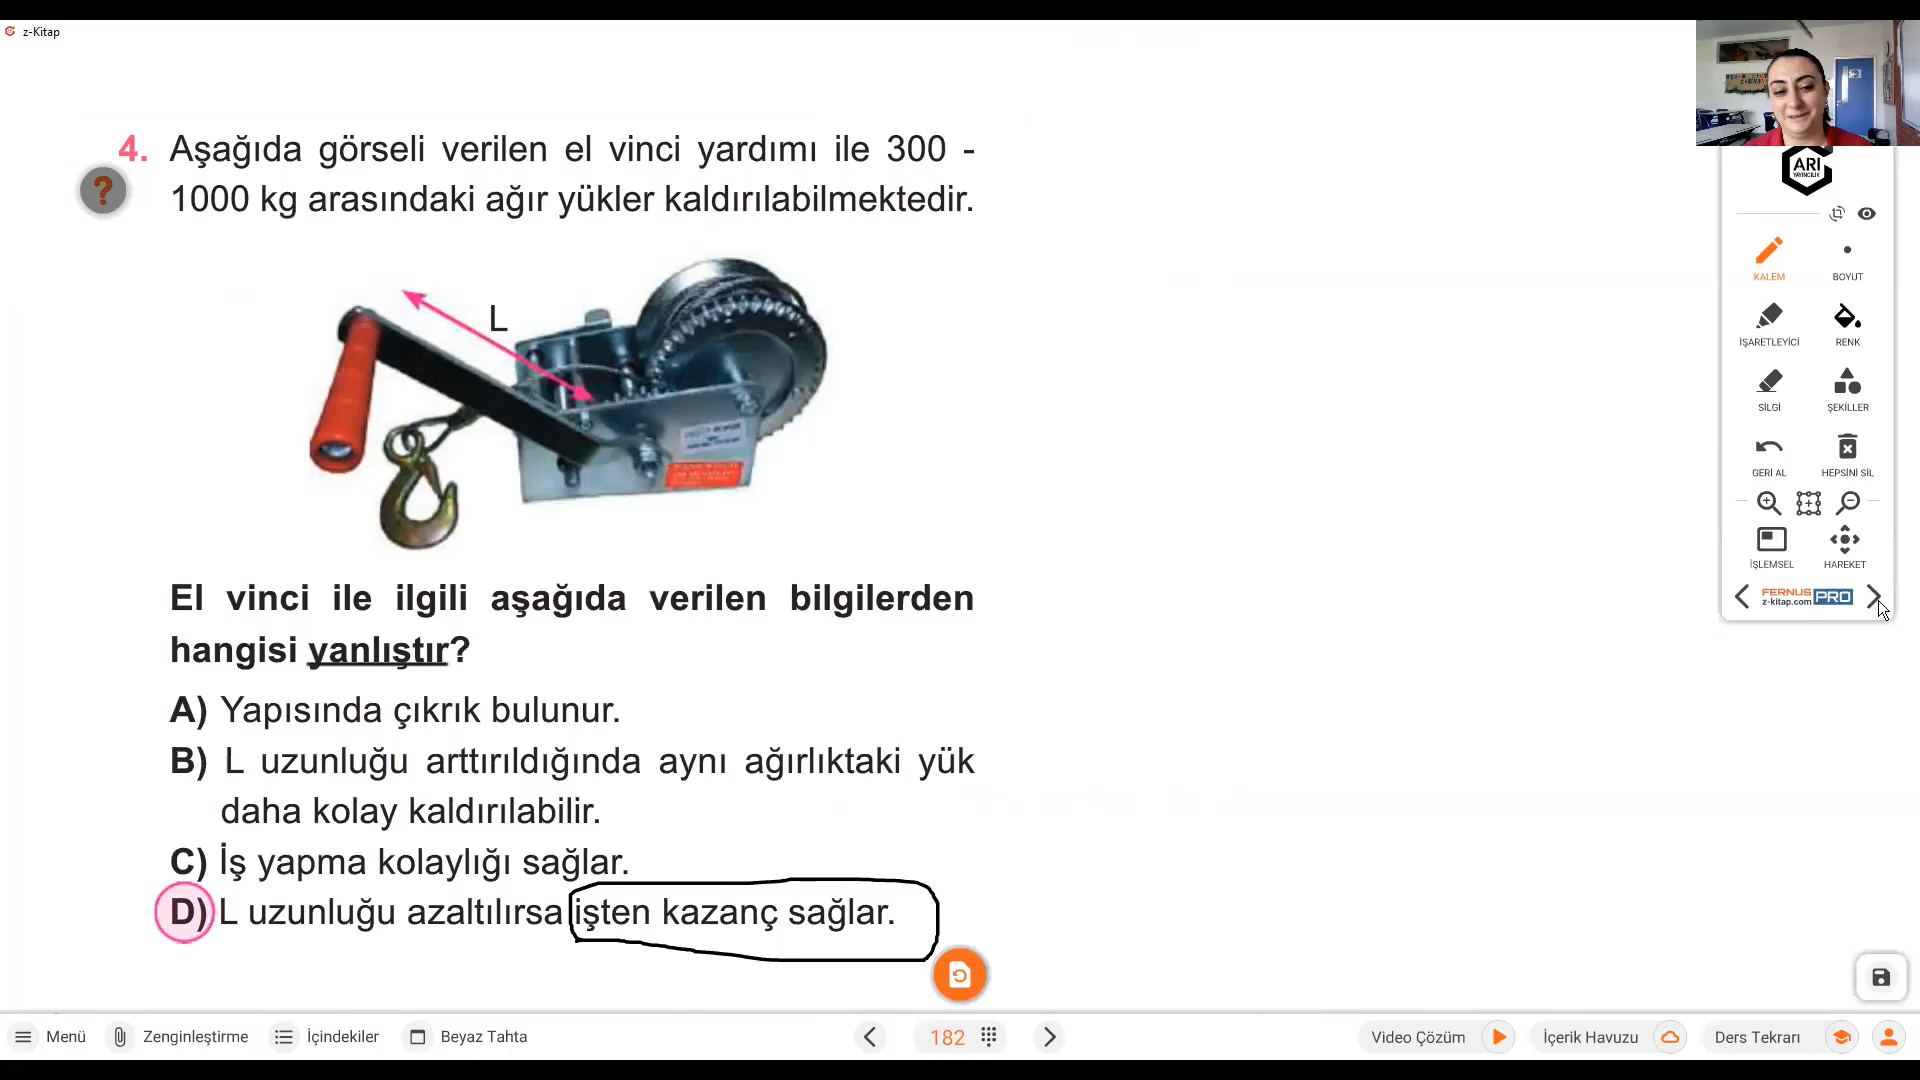 z-Kitap
4. Aşağıda görseli verilen el vinci yardımı ile 300 -
1000 kg arasındaki ağır yükler kaldırılabilmektedir.
?
L
El vinci ile ilgili aşağıda verilen bilgilerden
hangisi yanlıştır?
A) Yapısında çıkrık bulunur.
B) L uzunluğu arttırıldığında aynı ağırlıktaki yük
daha kolay kaldırılabilir.
C) İş yapma kolaylığı sağlar.
D) L uzunluğu azaltılırsa işten kazanç sağlar.
ARI
YAYINCILIK
KALEM BOYUT
İŞARETLEYİCİ RENK
SİLGİ ŞEKİLLER
GERİ AL HEPSİNİ SİL
İŞLEMSEL HAREKET
FERNUS
z-kitap.com PRO
Menü Zenginleştirme İçindekiler Beyaz Tahta 182 Video Çözüm İçerik Havuzu Ders Tekrarı